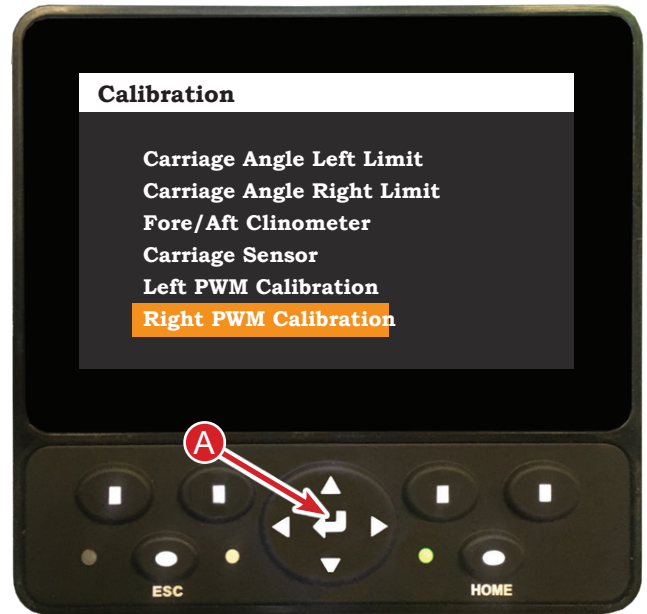 Calibration
Carriage Angle Left Limit
Carriage Angle Right Limit
Fore/Aft Clinometer
Carriage Sensor
Left PWM Calibration
Right PWM Calibration
A
ESC
HOME